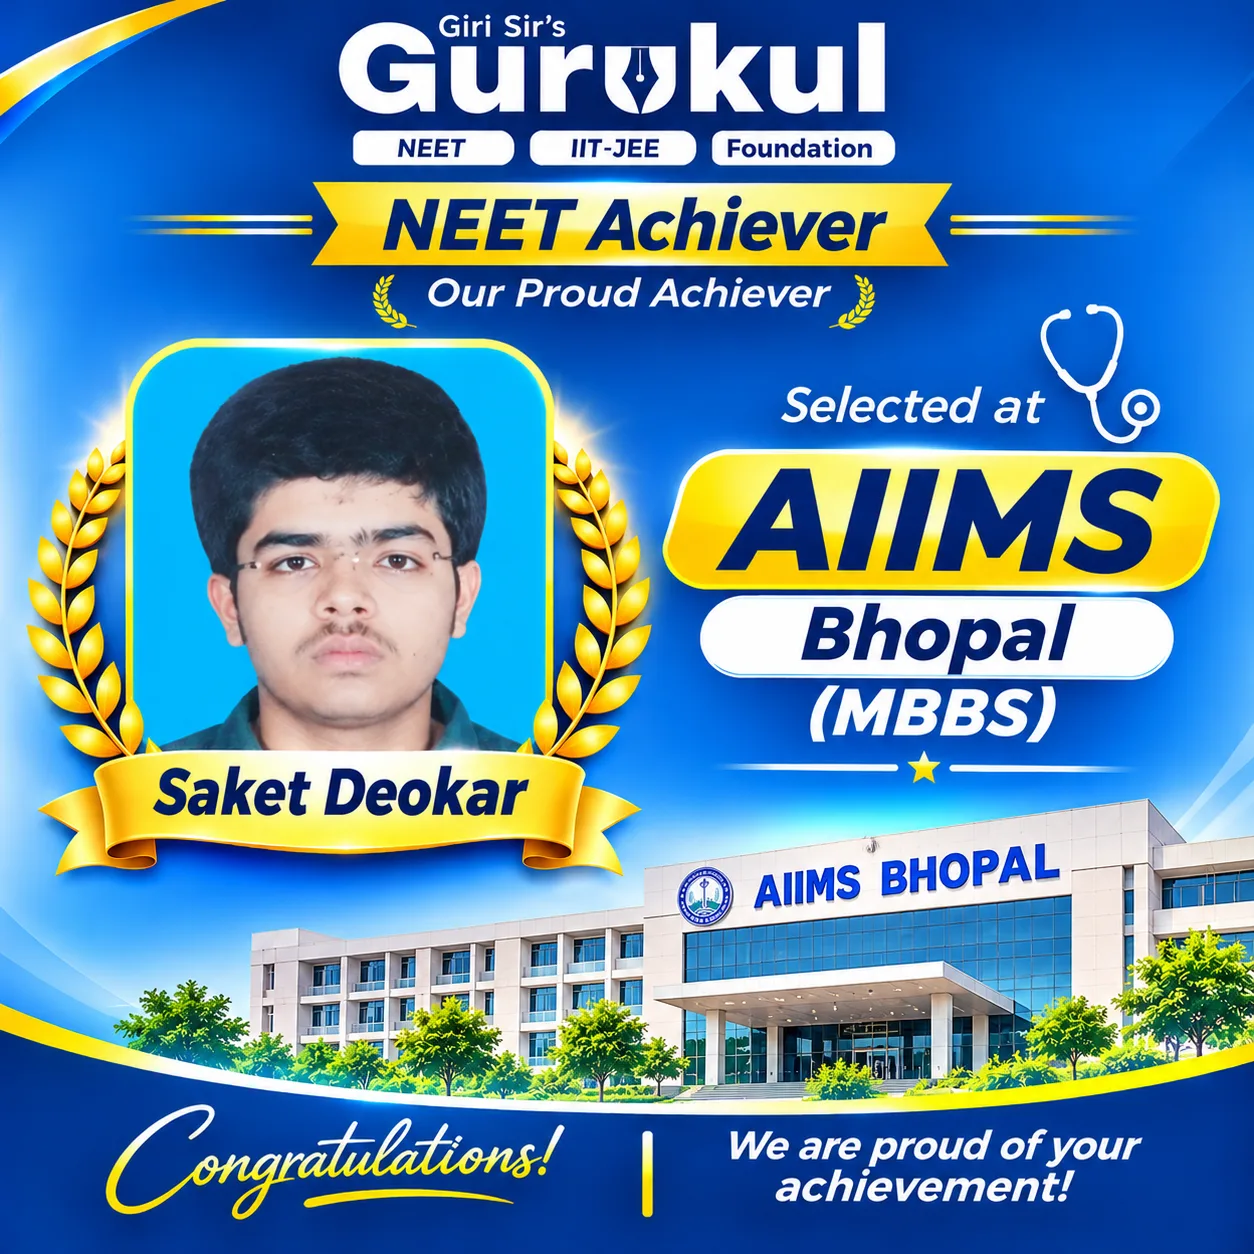 Giri Sir's
Gurukul
NEET
IIT-JEE
Foundation
NEET Achiever
Our Proud Achiever
Selected at
AIIMS
Bhopal
(MBBS)
Saket Deokar
AIIMS BHOPAL
Congratulations!
We are proud of your
achievement!